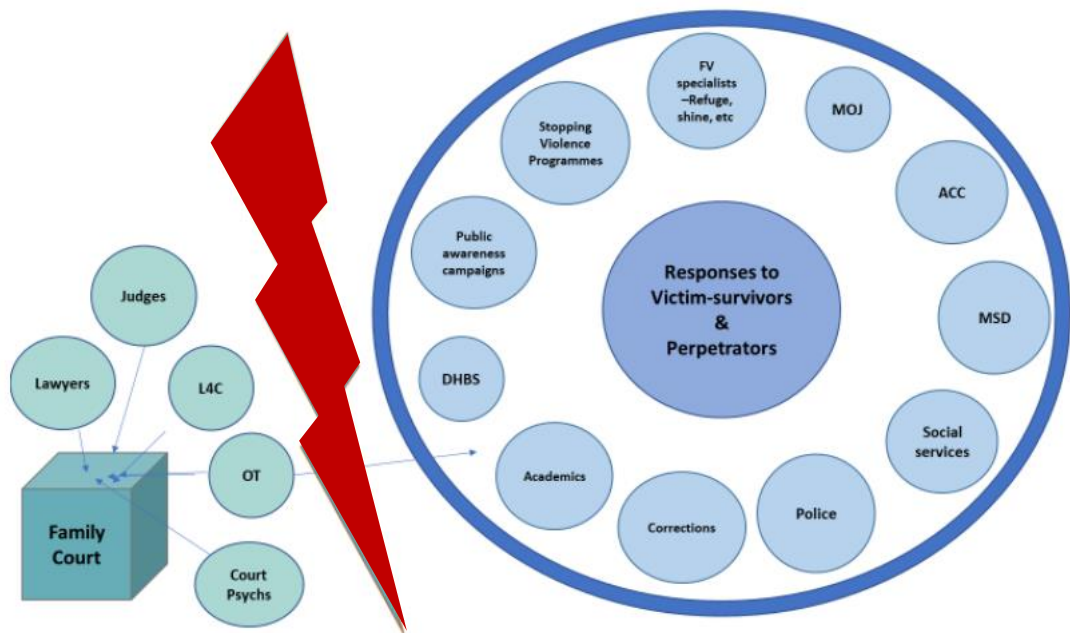 Judges
Lawyers
L4C
OT
Family
Court
Court
Psychs
FV
specialists
–Refuge,
shine, etc
MOJ
ACC
MSD
Social
services
Police
Corrections
Academics
DHBS
Public
awareness
campaigns
Stopping
Violence
Programmes
Responses to
Victim-survivors
&
Perpetrators